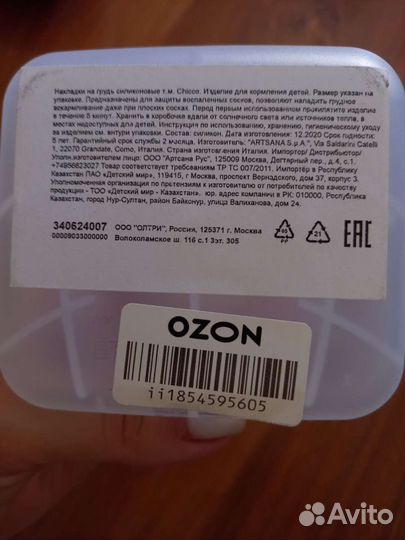 Накладки на грудь силиконовые т.м. Chicco. Изделие для кормления детей. Размер указан на
упаковке. Предназначены для защиты воспаленных сосков, позволяют наладить грудное
вскармливание даже при плоских сосках. Перед первым использованием прокипятите изделие
в течение 5 минут. Хранить в коробочке вдали от солнечного света или источников тепла, в
местах недоступных для детей. Инструкция по использованию, хранению, гигиеническому уходу
за изделием см. внтури упаковки. Состав: силикон. Дата изготовления: 12.2020 Срок годности:
5 лет. Гарантийный срок службы 2 месяца. Изготовитель: "ARTSANA S.p.A.", Via Saldarini Catelli
1, 22070 Grandate, Como, Италия. Страна изготовления Италия. Импортер/ Дистрибьютор/
Уполн.изготовителем лицо: ООО "Артсана Рус", 125009 Москва, Дегтярный пер., д.4, с.1,
+74956623027 Товар соответствует требованиям ТР ТС 007/2011. Импортёр в Республику
Казахстан ПАО «Детский мир», 119415, г Москва, проспект Вернадского, дом 37, корпус 3.
Уполномоченная организация по претензиям к изготовителю от потребителей по качеству
продукции - ТОО «Детский мир - Казахстан». юр. адрес компании в РК: 010000, Республика
Казахстан, город Нур-Султан, район Байконур, улица Валиханова, дом 24.
340624007 ООО "ОЛТРИ", Россия, 125371 г. Москва
00009033000000 Волоколамское ш. 116 с.1 Зэт. 305
PP
21
EAC
OZON
ii1854595605
Avito